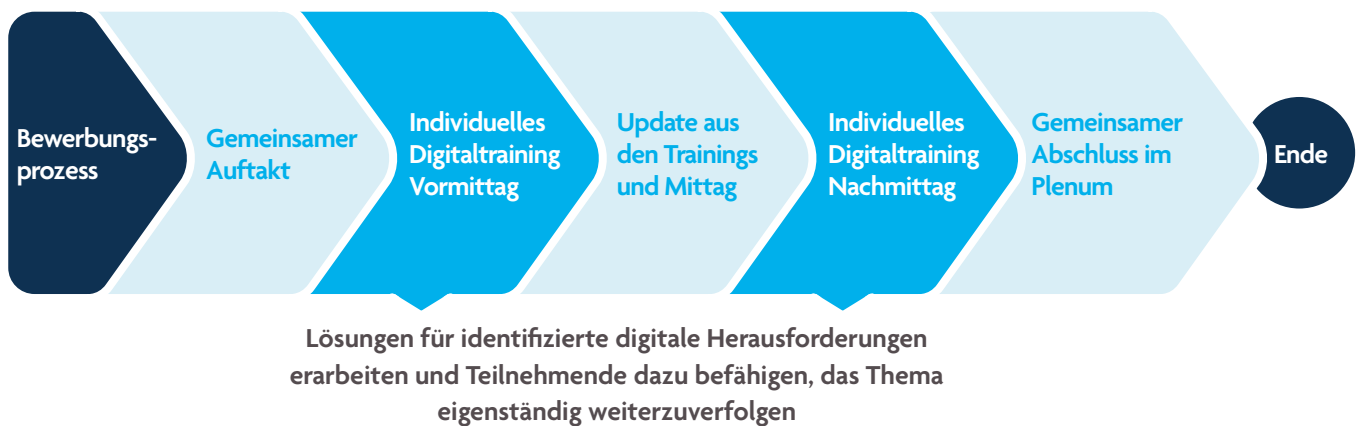 Bewerbungs-
prozess
Gemeinsamer
Auftakt
Individuelles
Digitaltraining
Vormittag
Update aus
den Trainings
und Mittag
Individuelles
Digitaltraining
Nachmittag
Gemeinsamer
Abschluss im
Plenum
Ende
Lösungen für identifizierte digitale Herausforderungen
erarbeiten und Teilnehmende dazu befähigen, das Thema
eigenständig weiterzuverfolgen